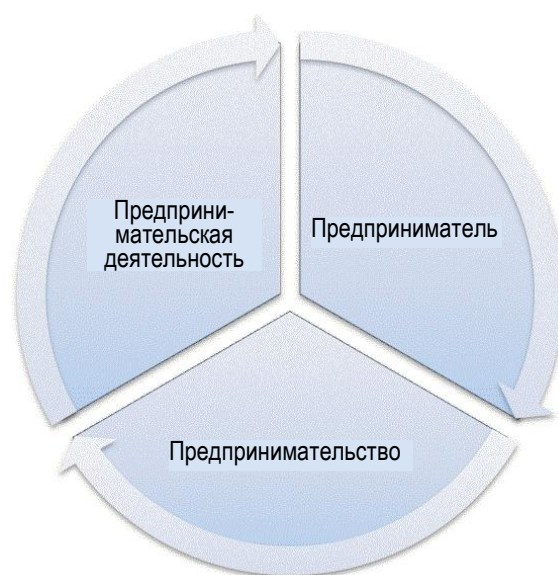 Предприни-
мательская
деятельность
Предприниматель
Предпринимательство